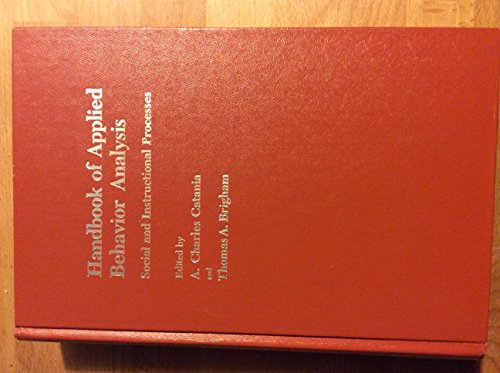 Handbook of Applied
Behavior Analysis
Social and Instructional Processes
Edited by
A. Charles Catania
and
Thomas A. Brigham